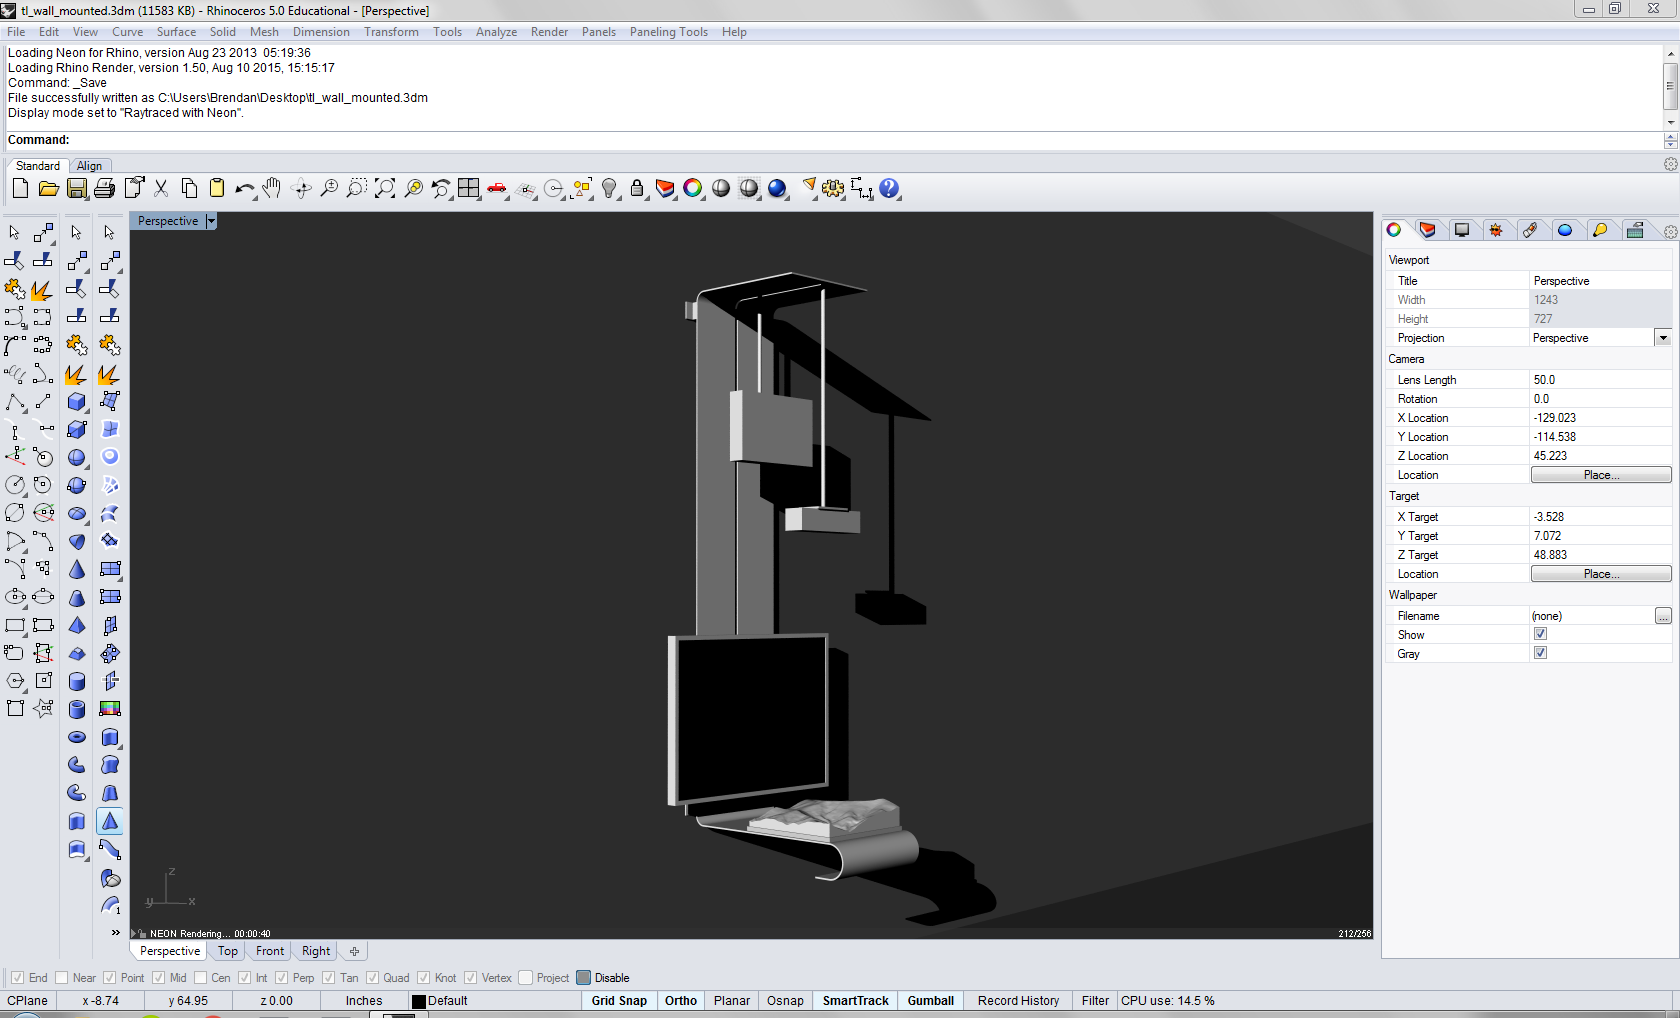 tl_wall_mounted.3dm (11583 KB) - Rhinoceros 5.0 Educational - [Perspective]
File Edit View Curve Surface Solid Mesh Dimension Transform Tools Analyze Render Panels Paneling Tools Help
Loading Neon for Rhino, version Aug 23 2013 05:19:36
Loading Rhino Render, version 1.50, Aug 10 2015, 15:15:17
Command: _Save
File successfully written as C:\Users\Brendan\Desktop\tl_wall_mounted.3dm
Display mode set to "Raytraced with Neon".
Command:
Standard Align
Perspective
Viewport
Title Perspective
Width 1243
Height 727
Projection Perspective
Camera
Lens Length 50.0
Rotation 0.0
X Location -129.023
Y Location -114.538
Z Location 45.223
Location Place...
Target
X Target -3.528
Y Target 7.072
Z Target 48.883
Location Place...
Wallpaper
Filename (none) ...
Show
Gray
z
y x
NEON Rendering... 00:00:40 212/256
Perspective Top Front Right
End Near Point Mid Cen Int Perp Tan Quad Knot Vertex Project Disable
CPlane x -8.74 y 64.95 z 0.00 Inches Default Grid Snap Ortho Planar Osnap SmartTrack Gumball Record History Filter CPU use: 14.5 %